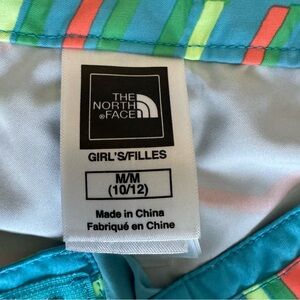 THE
NORTH
®FACE
GIRL'S/FILLES
M/M
(10/12)
Made in China
Fabriqué en Chine